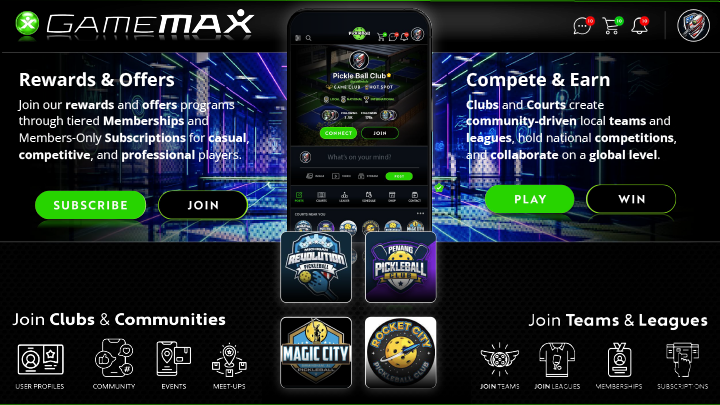 GAMEMAX
Rewards & Offers
Join our rewards and offers programs
through tiered Memberships and
Members-Only Subscriptions for casual,
competitive, and professional players.
SUBSCRIBE
JOIN
Pickle Ball Club
GAME CLUB
HOT SPOT
LOCAL
NATIONAL
INTERNATIONAL
CONNECT
JOIN
What's on your mind?
POST
COURTS NEAR YOU
Compete & Earn
Clubs and Courts create
community-driven local teams and
leagues, hold national competitions,
and collaborate on a global level.
PLAY
WIN
REVOLUTION
PICKLEBALL
PENANG
PICKLEBALL
CLUB
MAGIC CITY
ROCKET CITY
PICKLEBALL CLUB
Join Clubs & Communities
USER PROFILES
COMMUNITY
EVENTS
MEET-UPS
Join Teams & Leagues
JOIN TEAMS
JOIN LEAGUES
MEMBERSHIPS
SUBSCRIPTIONS